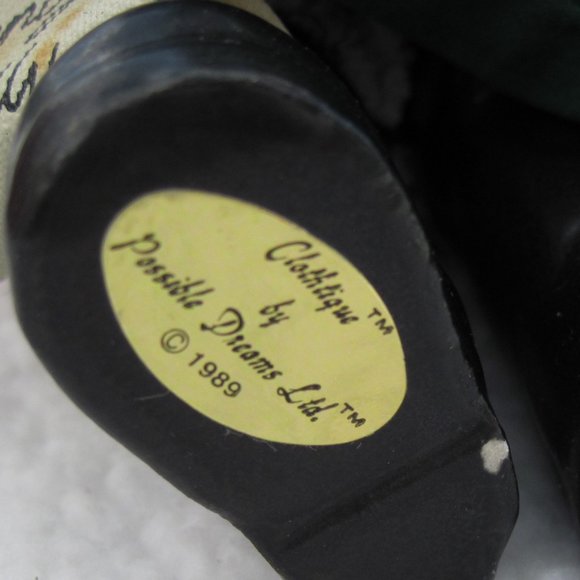 Clothtique™
by
Possible Dreams Ltd.™
© 1989